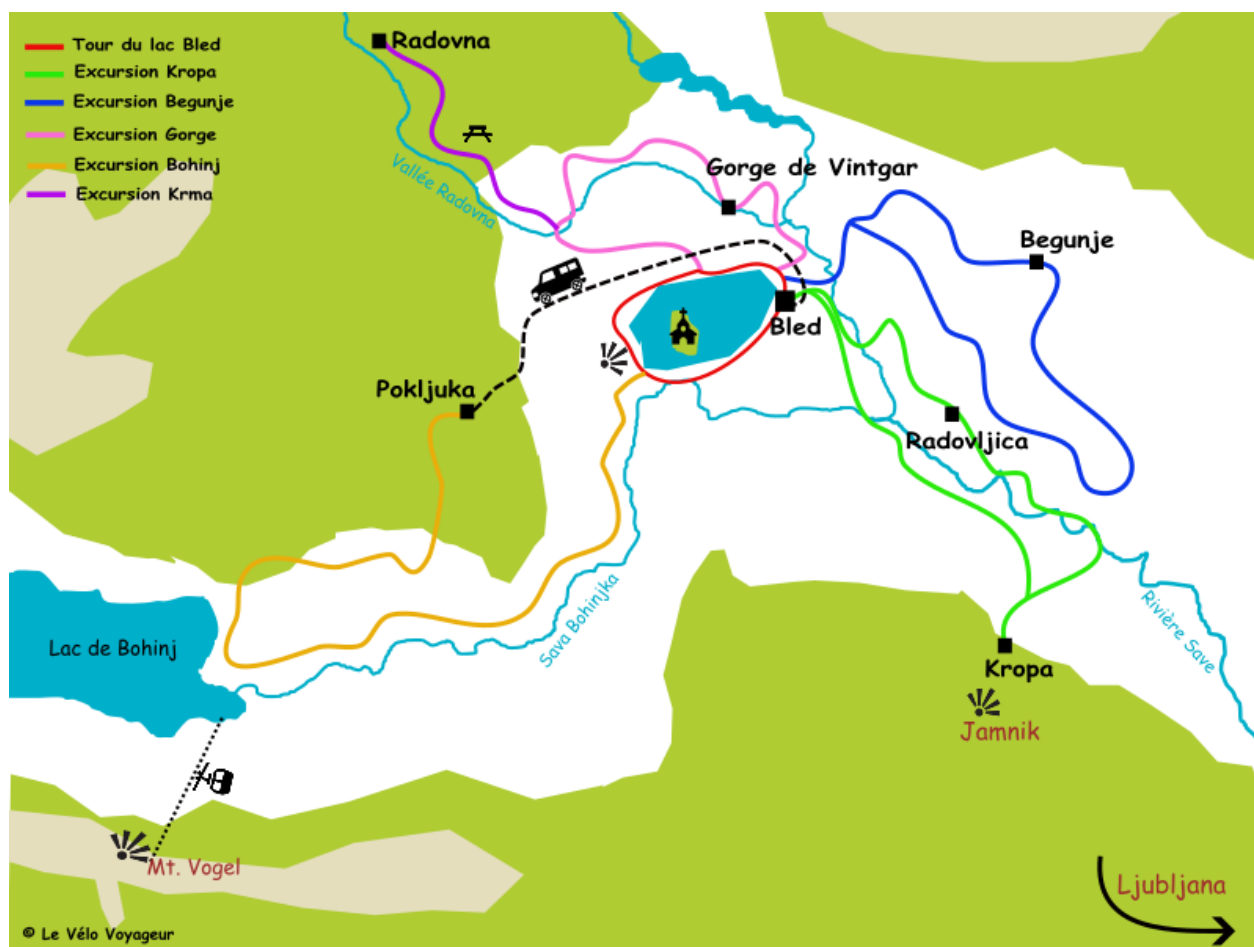 Tour du lac Bled
Excursion Kropa
Excursion Begunje
Excursion Gorge
Excursion Bohinj
Excursion Krma
Radovna
Vallée Radovna
Gorge de Vintgar
Begunje
Bled
Pokljuka
Radovljica
Lac de Bohinj
Sava Bohinjka
Rivière Save
Kropa
Jamnik
Mt. Vogel
Ljubljana
© Le Vélo Voyageur